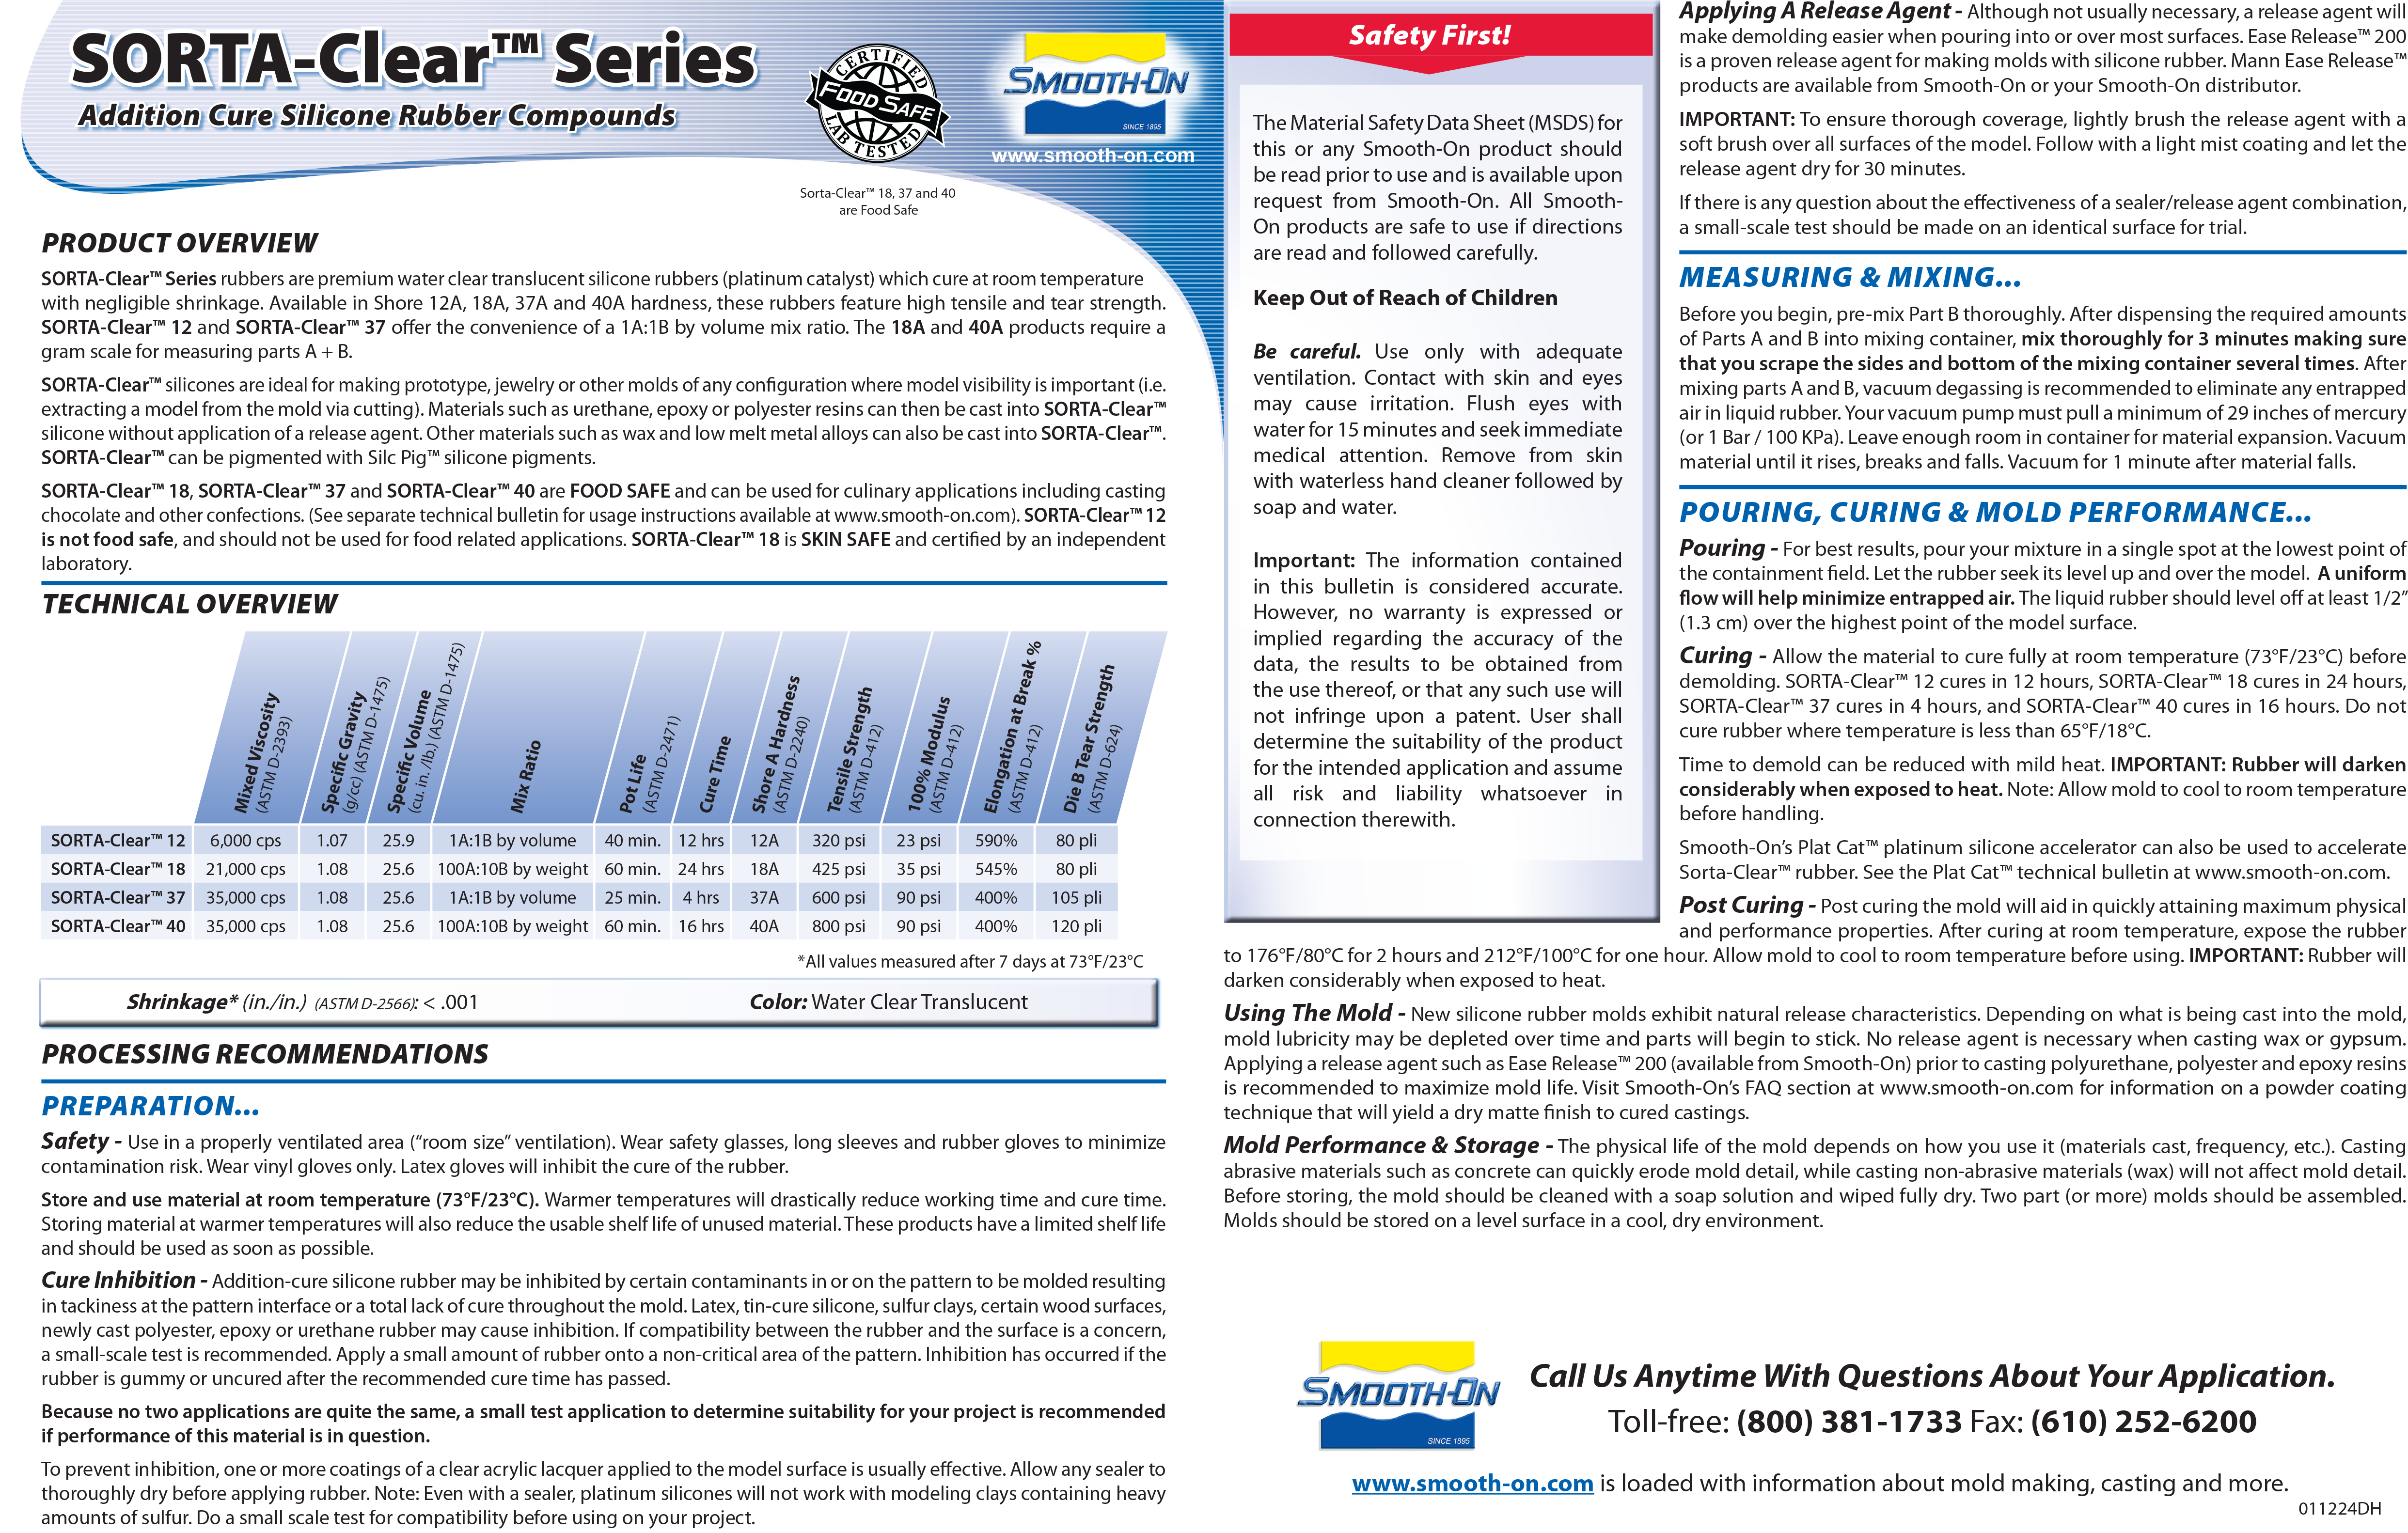 SORTA-Clear™ Series
Addition Cure Silicone Rubber Compounds
CERTIFIED
FOOD SAFE
LAB TESTED
SMOOTH-ON
SINCE 1895
www.smooth-on.com
Sorta-Clear™ 18, 37 and 40
are Food Safe
PRODUCT OVERVIEW
SORTA-Clear™ Series rubbers are premium water clear translucent silicone rubbers (platinum catalyst) which cure at room temperature
with negligible shrinkage. Available in Shore 12A, 18A, 37A and 40A hardness, these rubbers feature high tensile and tear strength.
SORTA-Clear™ 12 and SORTA-Clear™ 37 offer the convenience of a 1A:1B by volume mix ratio. The 18A and 40A products require a
gram scale for measuring parts A + B.
SORTA-Clear™ silicones are ideal for making prototype, jewelry or other molds of any configuration where model visibility is important (i.e.
extracting a model from the mold via cutting). Materials such as urethane, epoxy or polyester resins can then be cast into SORTA-Clear™
silicone without application of a release agent. Other materials such as wax and low melt metal alloys can also be cast into SORTA-Clear™.
SORTA-Clear™ can be pigmented with Silc Pig™ silicone pigments.
SORTA-Clear™ 18, SORTA-Clear™ 37 and SORTA-Clear™ 40 are FOOD SAFE and can be used for culinary applications including casting
chocolate and other confections. (See separate technical bulletin for usage instructions available at www.smooth-on.com). SORTA-Clear™ 12
is not food safe, and should not be used for food related applications. SORTA-Clear™ 18 is SKIN SAFE and certified by an independent
laboratory.
TECHNICAL OVERVIEW
Mixed Viscosity
(ASTM D-2393)
Specific Gravity
(g/cc) (ASTM D-1475)
Specific Volume
(cu. in. /lb.) (ASTM D-1475)
Mix Ratio
Pot Life
(ASTM D-2471)
Cure Time
Shore A Hardness
(ASTM D-2240)
Tensile Strength
(ASTM D-412)
100% Modulus
(ASTM D-412)
Elongation at Break %
(ASTM D-412)
Die B Tear Strength
(ASTM D-624)
SORTA-Clear™ 12 6,000 cps 1.07 25.9 1A:1B by volume 40 min. 12 hrs 12A 320 psi 23 psi 590% 80 pli
SORTA-Clear™ 18 21,000 cps 1.08 25.6 100A:10B by weight 60 min. 24 hrs 18A 425 psi 35 psi 545% 80 pli
SORTA-Clear™ 37 35,000 cps 1.08 25.6 1A:1B by volume 25 min. 4 hrs 37A 600 psi 90 psi 400% 105 pli
SORTA-Clear™ 40 35,000 cps 1.08 25.6 100A:10B by weight 60 min. 16 hrs 40A 800 psi 90 psi 400% 120 pli
*All values measured after 7 days at 73°F/23°C
Shrinkage* (in./in.) (ASTM D-2566): < .001 Color: Water Clear Translucent
PROCESSING RECOMMENDATIONS
PREPARATION...
Safety - Use in a properly ventilated area (“room size” ventilation). Wear safety glasses, long sleeves and rubber gloves to minimize
contamination risk. Wear vinyl gloves only. Latex gloves will inhibit the cure of the rubber.
Store and use material at room temperature (73°F/23°C). Warmer temperatures will drastically reduce working time and cure time.
Storing material at warmer temperatures will also reduce the usable shelf life of unused material. These products have a limited shelf life
and should be used as soon as possible.
Cure Inhibition - Addition-cure silicone rubber may be inhibited by certain contaminants in or on the pattern to be molded resulting
in tackiness at the pattern interface or a total lack of cure throughout the mold. Latex, tin-cure silicone, sulfur clays, certain wood surfaces,
newly cast polyester, epoxy or urethane rubber may cause inhibition. If compatibility between the rubber and the surface is a concern,
a small-scale test is recommended. Apply a small amount of rubber onto a non-critical area of the pattern. Inhibition has occurred if the
rubber is gummy or uncured after the recommended cure time has passed.
Because no two applications are quite the same, a small test application to determine suitability for your project is recommended
if performance of this material is in question.
To prevent inhibition, one or more coatings of a clear acrylic lacquer applied to the model surface is usually effective. Allow any sealer to
thoroughly dry before applying rubber. Note: Even with a sealer, platinum silicones will not work with modeling clays containing heavy
amounts of sulfur. Do a small scale test for compatibility before using on your project.
Safety First!
The Material Safety Data Sheet (MSDS) for
this or any Smooth-On product should
be read prior to use and is available upon
request from Smooth-On. All Smooth-
On products are safe to use if directions
are read and followed carefully.
Keep Out of Reach of Children
Be careful. Use only with adequate
ventilation. Contact with skin and eyes
may cause irritation. Flush eyes with
water for 15 minutes and seek immediate
medical attention. Remove from skin
with waterless hand cleaner followed by
soap and water.
Important: The information contained
in this bulletin is considered accurate.
However, no warranty is expressed or
implied regarding the accuracy of the
data, the results to be obtained from
the use thereof, or that any such use will
not infringe upon a patent. User shall
determine the suitability of the product
for the intended application and assume
all risk and liability whatsoever in
connection therewith.
Applying A Release Agent - Although not usually necessary, a release agent will
make demolding easier when pouring into or over most surfaces. Ease Release™ 200
is a proven release agent for making molds with silicone rubber. Mann Ease Release™
products are available from Smooth-On or your Smooth-On distributor.
IMPORTANT: To ensure thorough coverage, lightly brush the release agent with a
soft brush over all surfaces of the model. Follow with a light mist coating and let the
release agent dry for 30 minutes.
If there is any question about the effectiveness of a sealer/release agent combination,
a small-scale test should be made on an identical surface for trial.
MEASURING & MIXING...
Before you begin, pre-mix Part B thoroughly. After dispensing the required amounts
of Parts A and B into mixing container, mix thoroughly for 3 minutes making sure
that you scrape the sides and bottom of the mixing container several times. After
mixing parts A and B, vacuum degassing is recommended to eliminate any entrapped
air in liquid rubber. Your vacuum pump must pull a minimum of 29 inches of mercury
(or 1 Bar / 100 KPa). Leave enough room in container for material expansion. Vacuum
material until it rises, breaks and falls. Vacuum for 1 minute after material falls.
POURING, CURING & MOLD PERFORMANCE...
Pouring - For best results, pour your mixture in a single spot at the lowest point of
the containment field. Let the rubber seek its level up and over the model. A uniform
flow will help minimize entrapped air. The liquid rubber should level off at least 1/2”
(1.3 cm) over the highest point of the model surface.
Curing - Allow the material to cure fully at room temperature (73°F/23°C) before
demolding. SORTA-Clear™ 12 cures in 12 hours, SORTA-Clear™ 18 cures in 24 hours,
SORTA-Clear™ 37 cures in 4 hours, and SORTA-Clear™ 40 cures in 16 hours. Do not
cure rubber where temperature is less than 65°F/18°C.
Time to demold can be reduced with mild heat. IMPORTANT: Rubber will darken
considerably when exposed to heat. Note: Allow mold to cool to room temperature
before handling.
Smooth-On’s Plat Cat™ platinum silicone accelerator can also be used to accelerate
Sorta-Clear™ rubber. See the Plat Cat™ technical bulletin at www.smooth-on.com.
Post Curing - Post curing the mold will aid in quickly attaining maximum physical
and performance properties. After curing at room temperature, expose the rubber
to 176°F/80°C for 2 hours and 212°F/100°C for one hour. Allow mold to cool to room temperature before using. IMPORTANT: Rubber will
darken considerably when exposed to heat.
Using The Mold - New silicone rubber molds exhibit natural release characteristics. Depending on what is being cast into the mold,
mold lubricity may be depleted over time and parts will begin to stick. No release agent is necessary when casting wax or gypsum.
Applying a release agent such as Ease Release™ 200 (available from Smooth-On) prior to casting polyurethane, polyester and epoxy resins
is recommended to maximize mold life. Visit Smooth-On’s FAQ section at www.smooth-on.com for information on a powder coating
technique that will yield a dry matte finish to cured castings.
Mold Performance & Storage - The physical life of the mold depends on how you use it (materials cast, frequency, etc.). Casting
abrasive materials such as concrete can quickly erode mold detail, while casting non-abrasive materials (wax) will not affect mold detail.
Before storing, the mold should be cleaned with a soap solution and wiped fully dry. Two part (or more) molds should be assembled.
Molds should be stored on a level surface in a cool, dry environment.
SMOOTH-ON
SINCE 1895
Call Us Anytime With Questions About Your Application.
Toll-free: (800) 381-1733 Fax: (610) 252-6200
www.smooth-on.com is loaded with information about mold making, casting and more.
011224DH